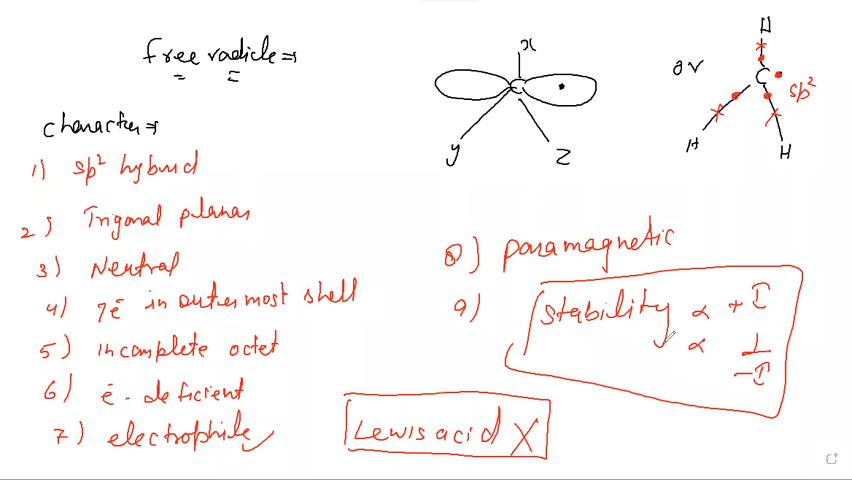 free radicle ⇒
character ⇒
1) sp² hybrid
2) Trigonal planar
3) Neutral
4) 7ē in outermost shell
5) incomplete octet
6) ē - deficient
7) electrophile
Lewis acid X
x
y
z
or
H
C
sp²
H
H
8) paramagnetic
9) stability α +I
α 1/-I